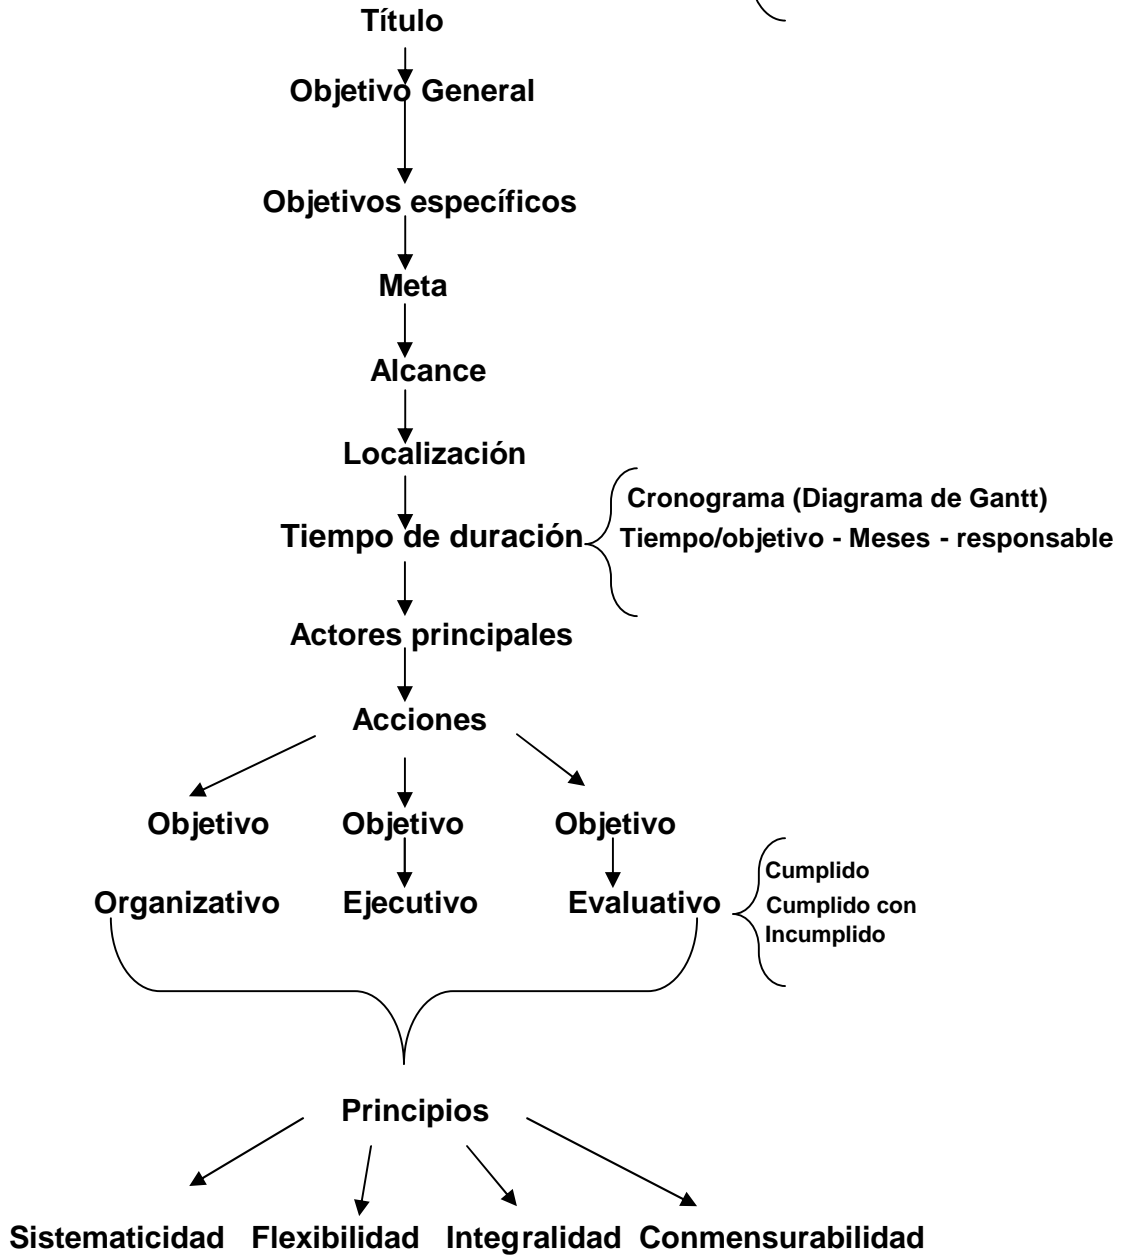 Título
Objetivo General
Objetivos específicos
Meta
Alcance
Localización
Tiempo de duración
Cronograma (Diagrama de Gantt)
Tiempo/objetivo - Meses - responsable
Actores principales
Acciones
Objetivo Objetivo Objetivo
Organizativo Ejecutivo Evaluativo
Cumplido
Cumplido con
Incumplido
Principios
Sistematicidad Flexibilidad Integralidad Conmensurabilidad